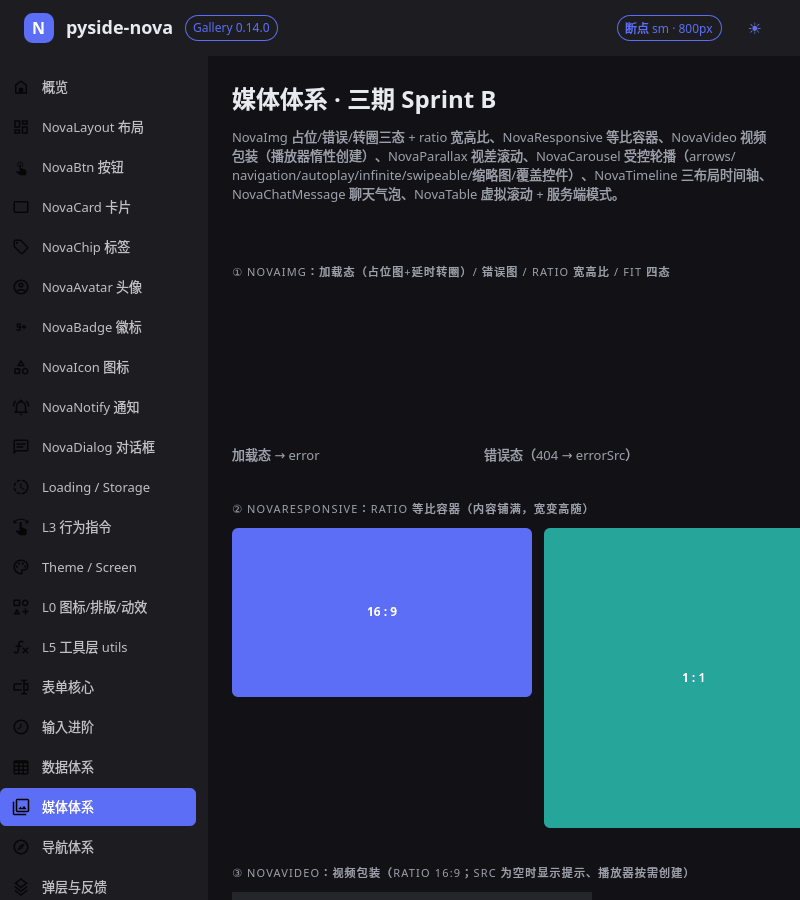 N
pyside-nova
Gallery 0.14.0
断点 sm · 800px
概览
NovaLayout 布局
NovaBtn 按钮
NovaCard 卡片
NovaChip 标签
NovaAvatar 头像
9+
NovaBadge 徽标
NovaIcon 图标
NovaNotify 通知
NovaDialog 对话框
Loading / Storage
L3 行为指令
Theme / Screen
L0 图标/排版/动效
L5 工具层 utils
表单核心
输入进阶
数据体系
媒体体系
导航体系
弹层与反馈
媒体体系 · 三期 Sprint B
NovaImg 占位/错误/转圈三态 + ratio 宽高比、NovaResponsive 等比容器、NovaVideo 视频
包装（播放器惰性创建）、NovaParallax 视差滚动、NovaCarousel 受控轮播（arrows/
navigation/autoplay/infinite/swipeable/缩略图/覆盖控件）、NovaTimeline 三布局时间轴、
NovaChatMessage 聊天气泡、NovaTable 虚拟滚动 + 服务端模式。
① NOVAIMG：加载态（占位图+延时转圈）/ 错误图 / RATIO 宽高比 / FIT 四态
加载态 → error
错误态（404 → errorSrc）
② NOVARESPONSIVE：RATIO 等比容器（内容铺满，宽变高随）
16 : 9
1 : 1
③ NOVAVIDEO：视频包装（RATIO 16:9；SRC 为空时显示提示、播放器按需创建）